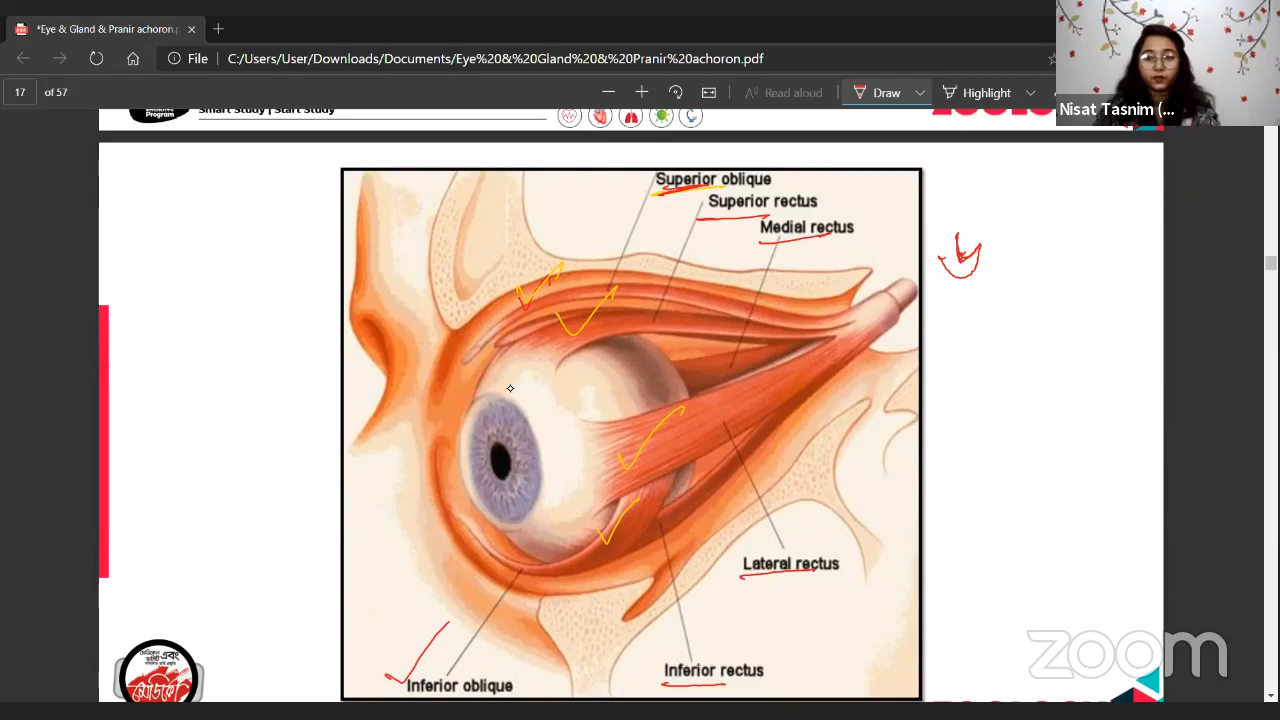 *Eye & Gland & Pranir achoron.p
File
C:/Users/User/Downloads/Documents/Eye%20&%20Gland%20&%20Pranir%20achoron.pdf
17
of 57
Read aloud
Draw
Highlight
Nisat Tasnim (...
Program
Smart Study | Start Study
Superior oblique
Superior rectus
Medial rectus
Lateral rectus
Inferior rectus
Inferior oblique
zoom